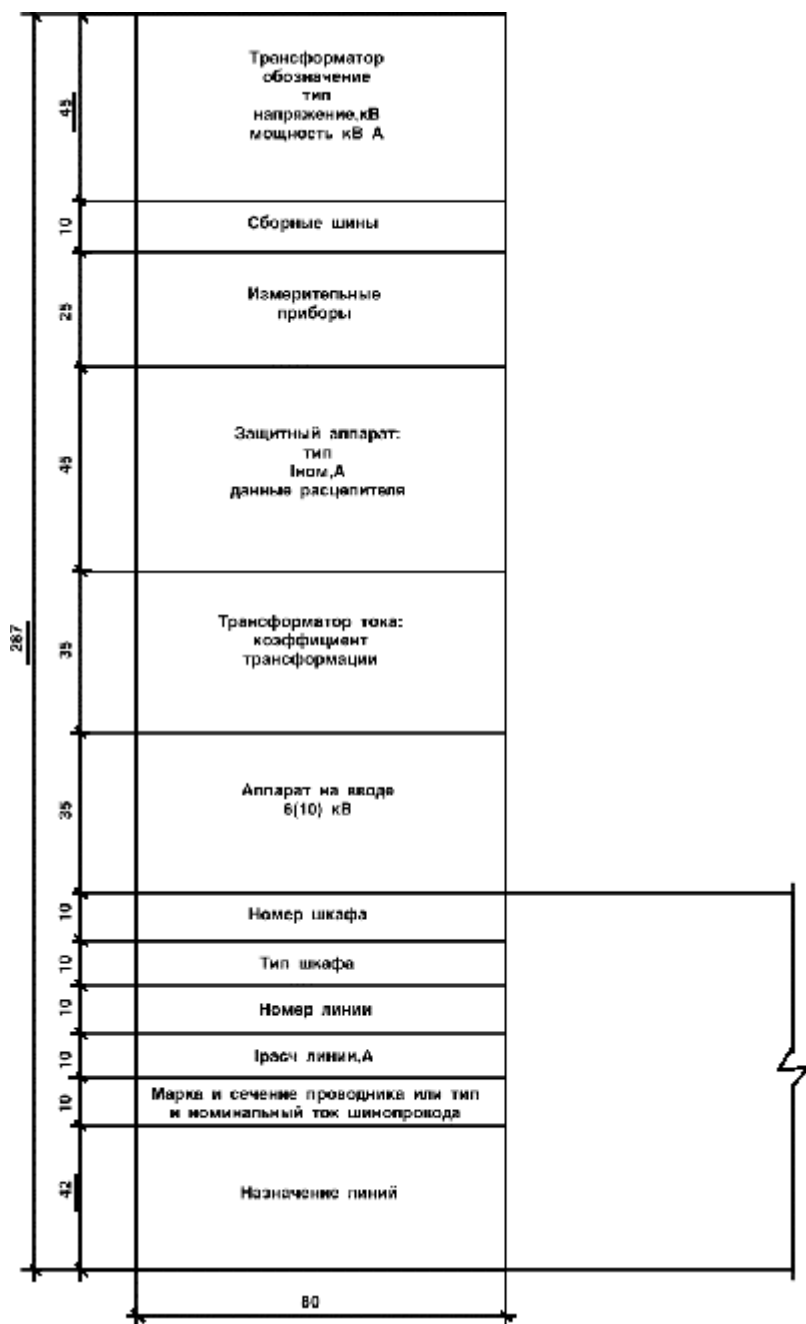 Трансформатор
обозначение
тип
напряжение,кВ
мощность кВ А
45
Сборные шины
10
Измерительные
приборы
25
Защитный аппарат:
тип
Iном,А
данные расцепителя
45
Трансформатор тока:
коэффициент
трансформации
35
287
Аппарат на вводе
6(10) кВ
35
Номер шкафа
10
Тип шкафа
10
Номер линии
10
Iрасч линии,А
10
Марка и сечение проводника или тип
и номинальный ток шинопровода
10
Назначение линий
42
80